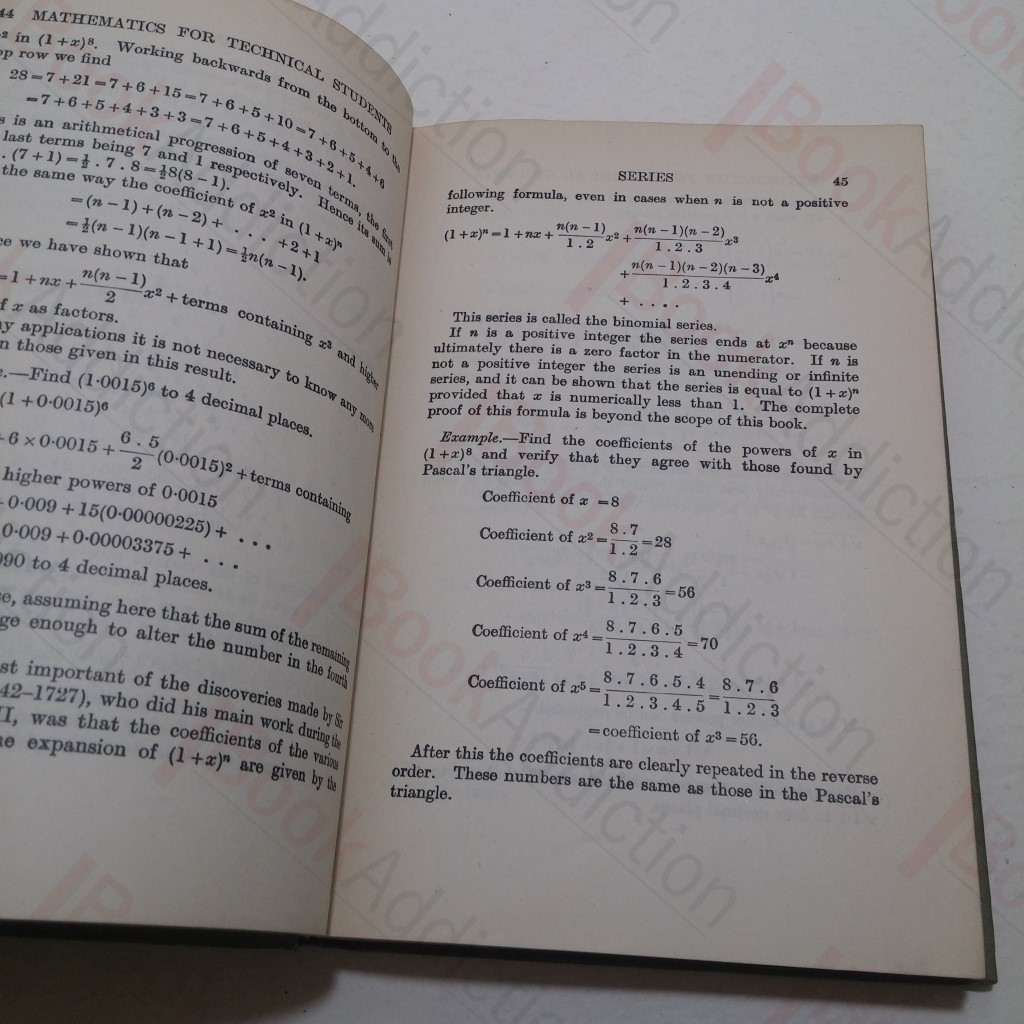 44 MATHEMATICS FOR TECHNICAL STUDENTS
in (1+x)⁸. Working backwards from the bottom to the
top row we find
28=7+21=7+6+15=7+6+5+10=7+6+5+4+6
=7+6+5+4+3+3=7+6+5+4+3+2+1.
is an arithmetical progression of seven terms, the first
last terms being 7 and 1 respectively. Hence its sum is
. (7+1)=½ . 7 . 8=½8(8−1).
the same way the coefficient of x² in (1+x)ⁿ
=(n−1)+(n−2)+ . . . +2+1
=½(n−1)(n−1+1)=½n(n−1).
we have shown that
=1+nx+ n(n−1)/2 x²+terms containing x³ and higher
of x as factors.
applications it is not necessary to know any more
than those given in this result.
—Find (1·0015)⁶ to 4 decimal places.
(1+0·0015)⁶
6×0·0015+ 6 . 5/2 (0·0015)²+terms containing
higher powers of 0·0015
0·009+15(0·00000225)+ . . .
0·009+0·00003375+ . . .
090 to 4 decimal places.
assuming here that the sum of the remaining
enough to alter the number in the fourth
important of the discoveries made by Sir
42–1727), who did his main work during the
II, was that the coefficients of the various
expansion of (1+x)ⁿ are given by the
SERIES 45
following formula, even in cases when n is not a positive
integer.
(1+x)ⁿ=1+nx+ n(n−1)/1 . 2 x²+ n(n−1)(n−2)/1 . 2 . 3 x³
+ n(n−1)(n−2)(n−3)/1 . 2 . 3 . 4 x⁴
+ . . . .
This series is called the binomial series.
If n is a positive integer the series ends at xⁿ because
ultimately there is a zero factor in the numerator. If n is
not a positive integer the series is an unending or infinite
series, and it can be shown that the series is equal to (1+x)ⁿ
provided that x is numerically less than 1. The complete
proof of this formula is beyond the scope of this book.
Example.—Find the coefficients of the powers of x in
(1+x)⁸ and verify that they agree with those found by
Pascal's triangle.
Coefficient of x =8
Coefficient of x²= 8 . 7/1 . 2 =28
Coefficient of x³= 8 . 7 . 6/1 . 2 . 3 =56
Coefficient of x⁴= 8 . 7 . 6 . 5/1 . 2 . 3 . 4 =70
Coefficient of x⁵= 8 . 7 . 6 . 5 . 4/1 . 2 . 3 . 4 . 5 = 8 . 7 . 6/1 . 2 . 3
=coefficient of x³=56.
After this the coefficients are clearly repeated in the reverse
order. These numbers are the same as those in the Pascal's
triangle.
BookAddiction